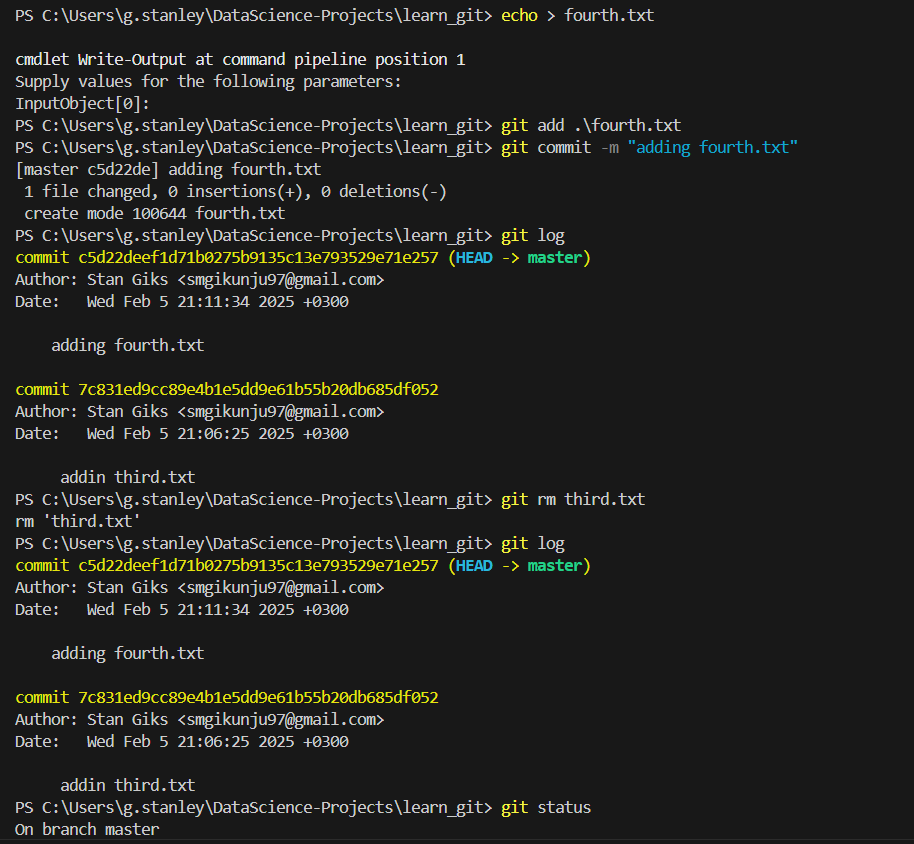 PS C:\Users\g.stanley\DataScience-Projects\learn_git> echo > fourth.txt
cmdlet Write-Output at command pipeline position 1
Supply values for the following parameters:
InputObject[0]:
PS C:\Users\g.stanley\DataScience-Projects\learn_git> git add .\fourth.txt
PS C:\Users\g.stanley\DataScience-Projects\learn_git> git commit -m "adding fourth.txt"
[master c5d22de] adding fourth.txt
 1 file changed, 0 insertions(+), 0 deletions(-)
 create mode 100644 fourth.txt
PS C:\Users\g.stanley\DataScience-Projects\learn_git> git log
commit c5d22deef1d71b0275b9135c13e793529e71e257 (HEAD -> master)
Author: Stan Giks <smgikunju97@gmail.com>
Date:   Wed Feb 5 21:11:34 2025 +0300
    adding fourth.txt
commit 7c831ed9cc89e4b1e5dd9e61b55b20db685df052
Author: Stan Giks <smgikunju97@gmail.com>
Date:   Wed Feb 5 21:06:25 2025 +0300
     addin third.txt
PS C:\Users\g.stanley\DataScience-Projects\learn_git> git rm third.txt
rm 'third.txt'
PS C:\Users\g.stanley\DataScience-Projects\learn_git> git log
commit c5d22deef1d71b0275b9135c13e793529e71e257 (HEAD -> master)
Author: Stan Giks <smgikunju97@gmail.com>
Date:   Wed Feb 5 21:11:34 2025 +0300
    adding fourth.txt
commit 7c831ed9cc89e4b1e5dd9e61b55b20db685df052
Author: Stan Giks <smgikunju97@gmail.com>
Date:   Wed Feb 5 21:06:25 2025 +0300
     addin third.txt
PS C:\Users\g.stanley\DataScience-Projects\learn_git> git status
On branch master